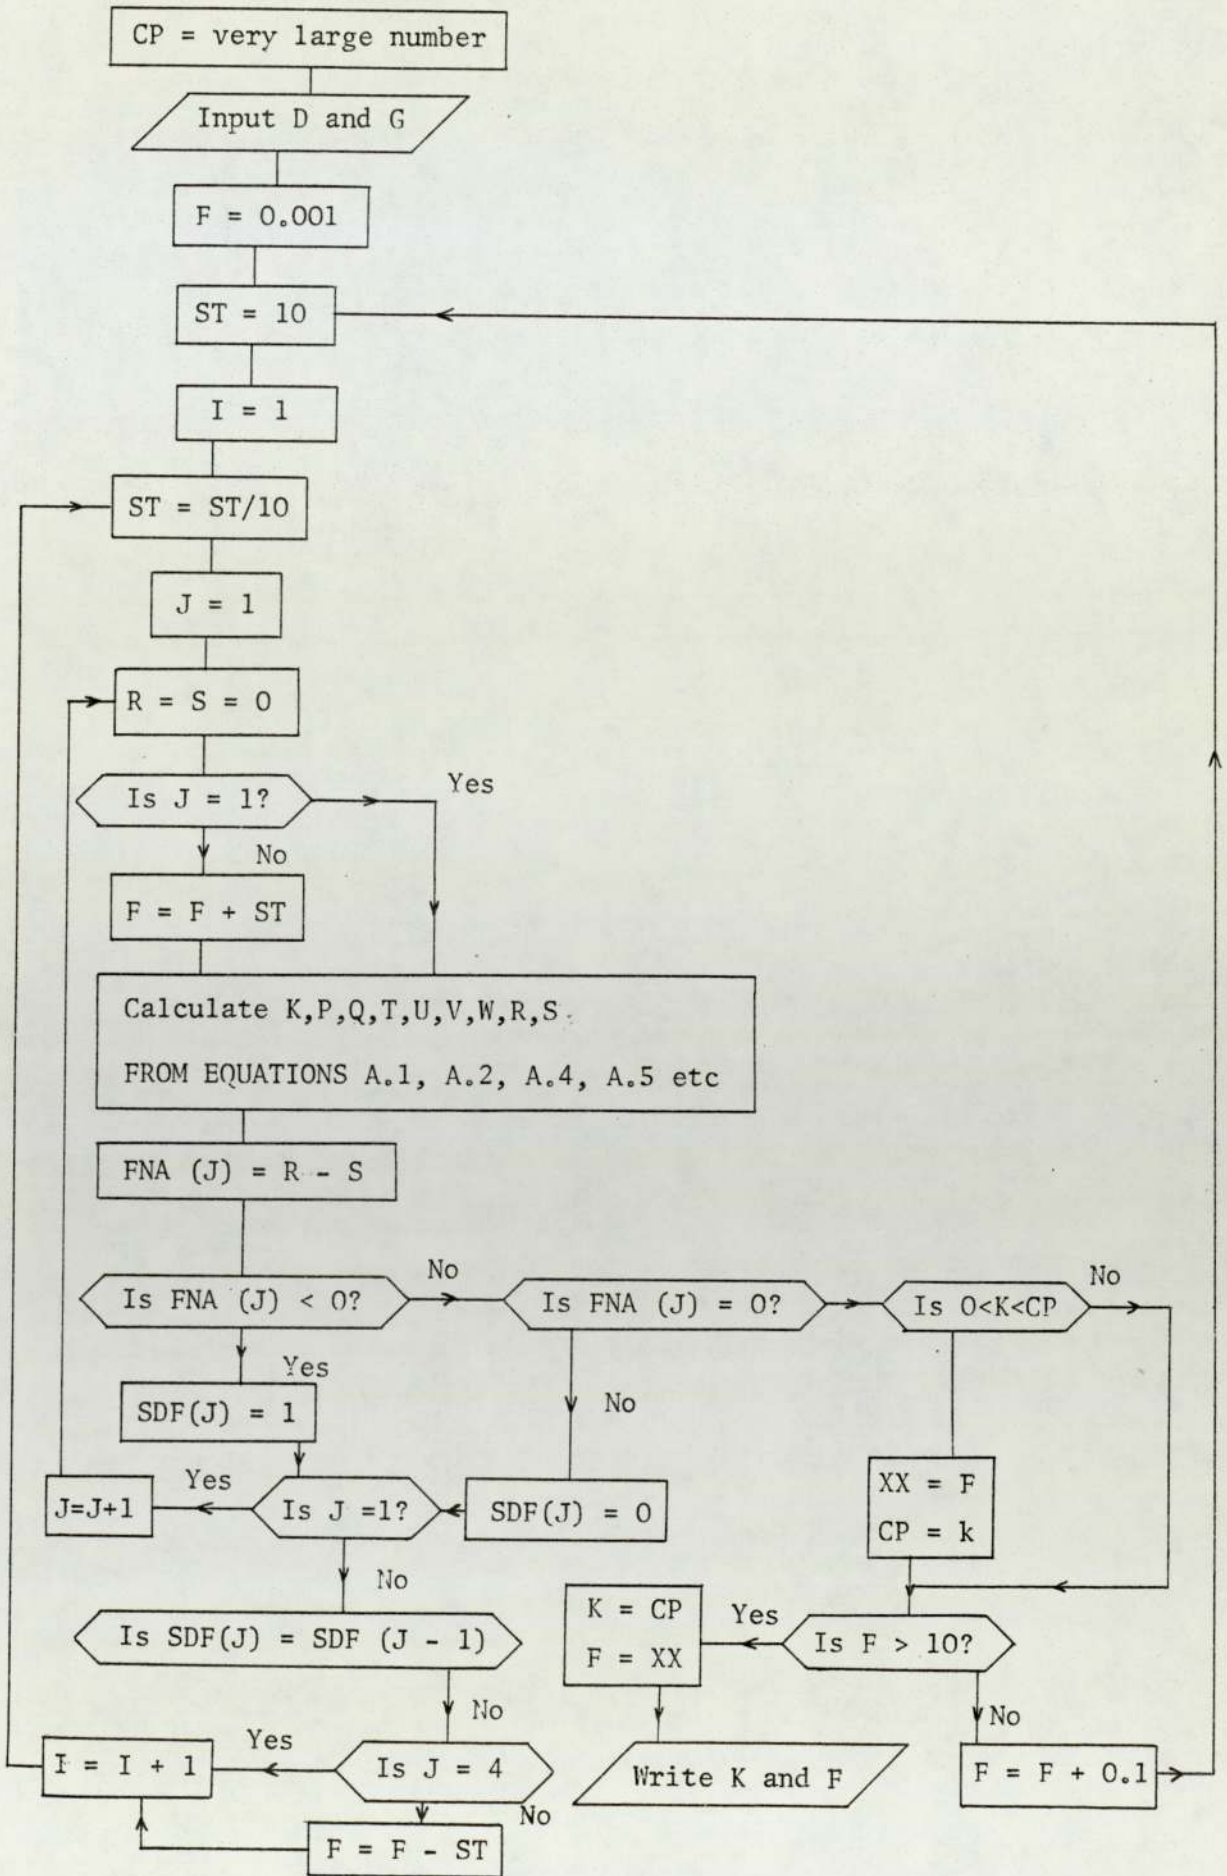 CP = very large number
Input D and G
F = 0.001
ST = 10
I = 1
ST = ST/10
J = 1
R = S = 0
Is J = 1?
Yes
No
F = F + ST
Calculate K,P,Q,T,U,V,W,R,S.
FROM EQUATIONS A.1, A.2, A.4, A.5 etc
FNA (J) = R - S
Is FNA (J) < 0?
No
Is FNA (J) = 0?
Is 0<K<CP
No
Yes
SDF(J) = 1
No
J=J+1
Yes
Is J =1?
SDF(J) = 0
XX = F
CP = k
No
Is SDF(J) = SDF (J - 1)
K = CP
F = XX
Yes
Is F > 10?
No
No
I = I + 1
Yes
Is J = 4
Write K and F
F = F + 0.1
No
F = F - ST